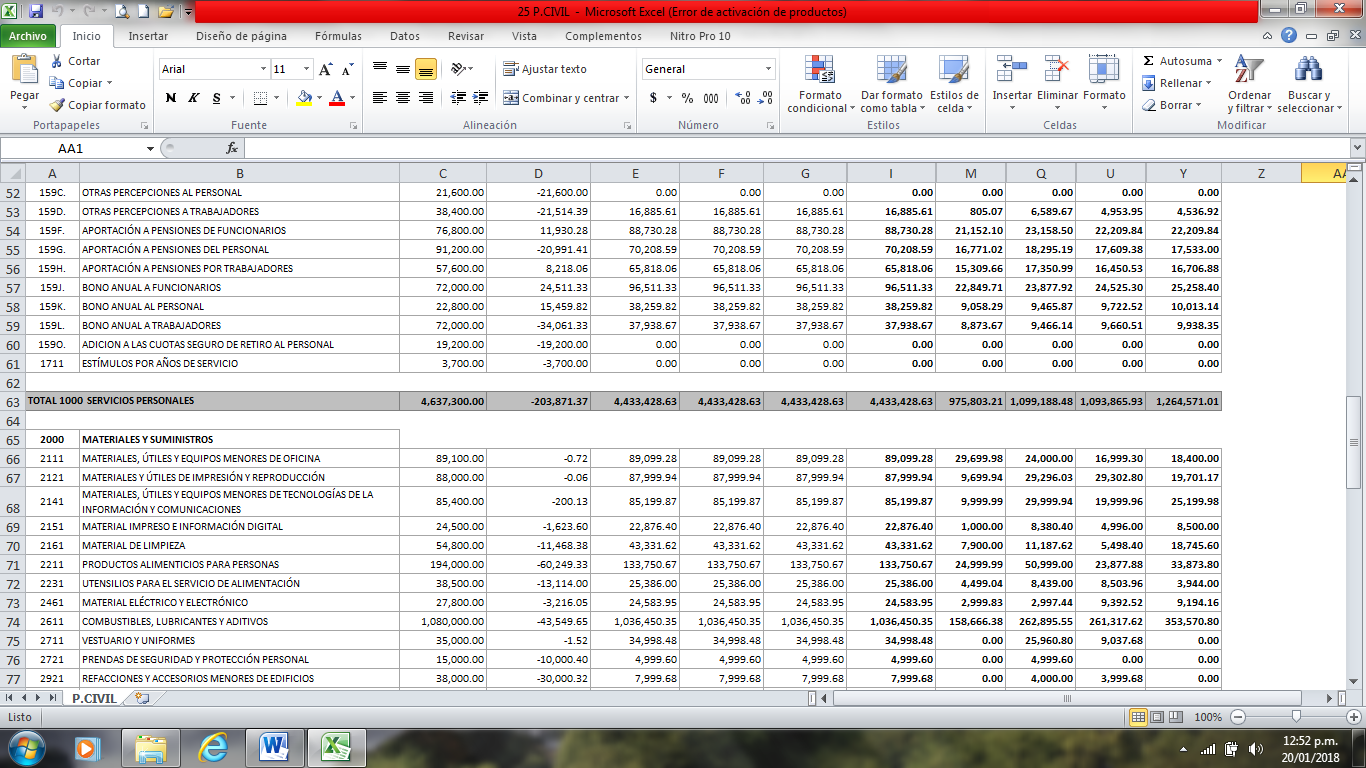 25 P.CIVIL - Microsoft Excel (Error de activación de productos)
Archivo Inicio Insertar Diseño de página Fórmulas Datos Revisar Vista Complementos Nitro Pro 10
Pegar Cortar Copiar Copiar formato
Portapapeles
Arial 11
N K S
Fuente
Ajustar texto
Combinar y centrar
Alineación
General
$ % 000
Número
Formato condicional Dar formato como tabla Estilos de celda
Estilos
Insertar Eliminar Formato
Celdas
Σ Autosuma
Rellenar
Borrar
Ordenar y filtrar Buscar y seleccionar
Modificar
AA1 fx
A B C D E F G I M Q U Y Z AA
52 159C. OTRAS PERCEPCIONES AL PERSONAL 21,600.00 -21,600.00 0.00 0.00 0.00 0.00 0.00 0.00 0.00 0.00
53 159D. OTRAS PERCEPCIONES A TRABAJADORES 38,400.00 -21,514.39 16,885.61 16,885.61 16,885.61 16,885.61 805.07 6,589.67 4,953.95 4,536.92
54 159F. APORTACIÓN A PENSIONES DE FUNCIONARIOS 76,800.00 11,930.28 88,730.28 88,730.28 88,730.28 88,730.28 21,152.10 23,158.50 22,209.84 22,209.84
55 159G. APORTACIÓN A PENSIONES DEL PERSONAL 91,200.00 -20,991.41 70,208.59 70,208.59 70,208.59 70,208.59 16,771.02 18,295.19 17,609.38 17,533.00
56 159H. APORTACIÓN A PENSIONES POR TRABAJADORES 57,600.00 8,218.06 65,818.06 65,818.06 65,818.06 65,818.06 15,309.66 17,350.99 16,450.53 16,706.88
57 159J. BONO ANUAL A FUNCIONARIOS 72,000.00 24,511.33 96,511.33 96,511.33 96,511.33 96,511.33 22,849.71 23,877.92 24,525.30 25,258.40
58 159K. BONO ANUAL AL PERSONAL 22,800.00 15,459.82 38,259.82 38,259.82 38,259.82 38,259.82 9,058.29 9,465.87 9,722.52 10,013.14
59 159L. BONO ANUAL A TRABAJADORES 72,000.00 -34,061.33 37,938.67 37,938.67 37,938.67 37,938.67 8,873.67 9,466.14 9,660.51 9,938.35
60 159O. ADICION A LAS CUOTAS SEGURO DE RETIRO AL PERSONAL 19,200.00 -19,200.00 0.00 0.00 0.00 0.00 0.00 0.00 0.00 0.00
61 1711 ESTÍMULOS POR AÑOS DE SERVICIO 3,700.00 -3,700.00 0.00 0.00 0.00 0.00 0.00 0.00 0.00 0.00
62
63 TOTAL 1000 SERVICIOS PERSONALES 4,637,300.00 -203,871.37 4,433,428.63 4,433,428.63 4,433,428.63 4,433,428.63 975,803.21 1,099,188.48 1,093,865.93 1,264,571.01
64
65 2000 MATERIALES Y SUMINISTROS
66 2111 MATERIALES, ÚTILES Y EQUIPOS MENORES DE OFICINA 89,100.00 -0.72 89,099.28 89,099.28 89,099.28 89,099.28 29,699.98 24,000.00 16,999.30 18,400.00
67 2121 MATERIALES Y ÚTILES DE IMPRESIÓN Y REPRODUCCIÓN 88,000.00 -0.06 87,999.94 87,999.94 87,999.94 87,999.94 9,699.94 29,296.03 29,302.80 19,701.17
68 2141 MATERIALES, ÚTILES Y EQUIPOS MENORES DE TECNOLOGÍAS DE LA
INFORMACIÓN Y COMUNICACIONES 85,400.00 -200.13 85,199.87 85,199.87 85,199.87 85,199.87 9,999.99 29,999.94 19,999.96 25,199.98
69 2151 MATERIAL IMPRESO E INFORMACIÓN DIGITAL 24,500.00 -1,623.60 22,876.40 22,876.40 22,876.40 22,876.40 1,000.00 8,380.40 4,996.00 8,500.00
70 2161 MATERIAL DE LIMPIEZA 54,800.00 -11,468.38 43,331.62 43,331.62 43,331.62 43,331.62 7,900.00 11,187.62 5,498.40 18,745.60
71 2211 PRODUCTOS ALIMENTICIOS PARA PERSONAS 194,000.00 -60,249.33 133,750.67 133,750.67 133,750.67 133,750.67 24,999.99 50,999.00 23,877.88 33,873.80
72 2231 UTENSILIOS PARA EL SERVICIO DE ALIMENTACIÓN 38,500.00 -13,114.00 25,386.00 25,386.00 25,386.00 25,386.00 4,499.04 8,439.00 8,503.96 3,944.00
73 2461 MATERIAL ELÉCTRICO Y ELECTRÓNICO 27,800.00 -3,216.05 24,583.95 24,583.95 24,583.95 24,583.95 2,999.83 2,997.44 9,392.52 9,194.16
74 2611 COMBUSTIBLES, LUBRICANTES Y ADITIVOS 1,080,000.00 -43,549.65 1,036,450.35 1,036,450.35 1,036,450.35 1,036,450.35 158,666.38 262,895.55 261,317.62 353,570.80
75 2711 VESTUARIO Y UNIFORMES 35,000.00 -1.52 34,998.48 34,998.48 34,998.48 34,998.48 0.00 25,960.80 9,037.68 0.00
76 2721 PRENDAS DE SEGURIDAD Y PROTECCIÓN PERSONAL 15,000.00 -10,000.40 4,999.60 4,999.60 4,999.60 4,999.60 0.00 4,999.60 0.00 0.00
77 2921 REFACCIONES Y ACCESORIOS MENORES DE EDIFICIOS 38,000.00 -30,000.32 7,999.68 7,999.68 7,999.68 7,999.68 0.00 4,000.00 3,999.68 0.00
P.CIVIL
Listo 100%
12:52 p.m.
20/01/2018